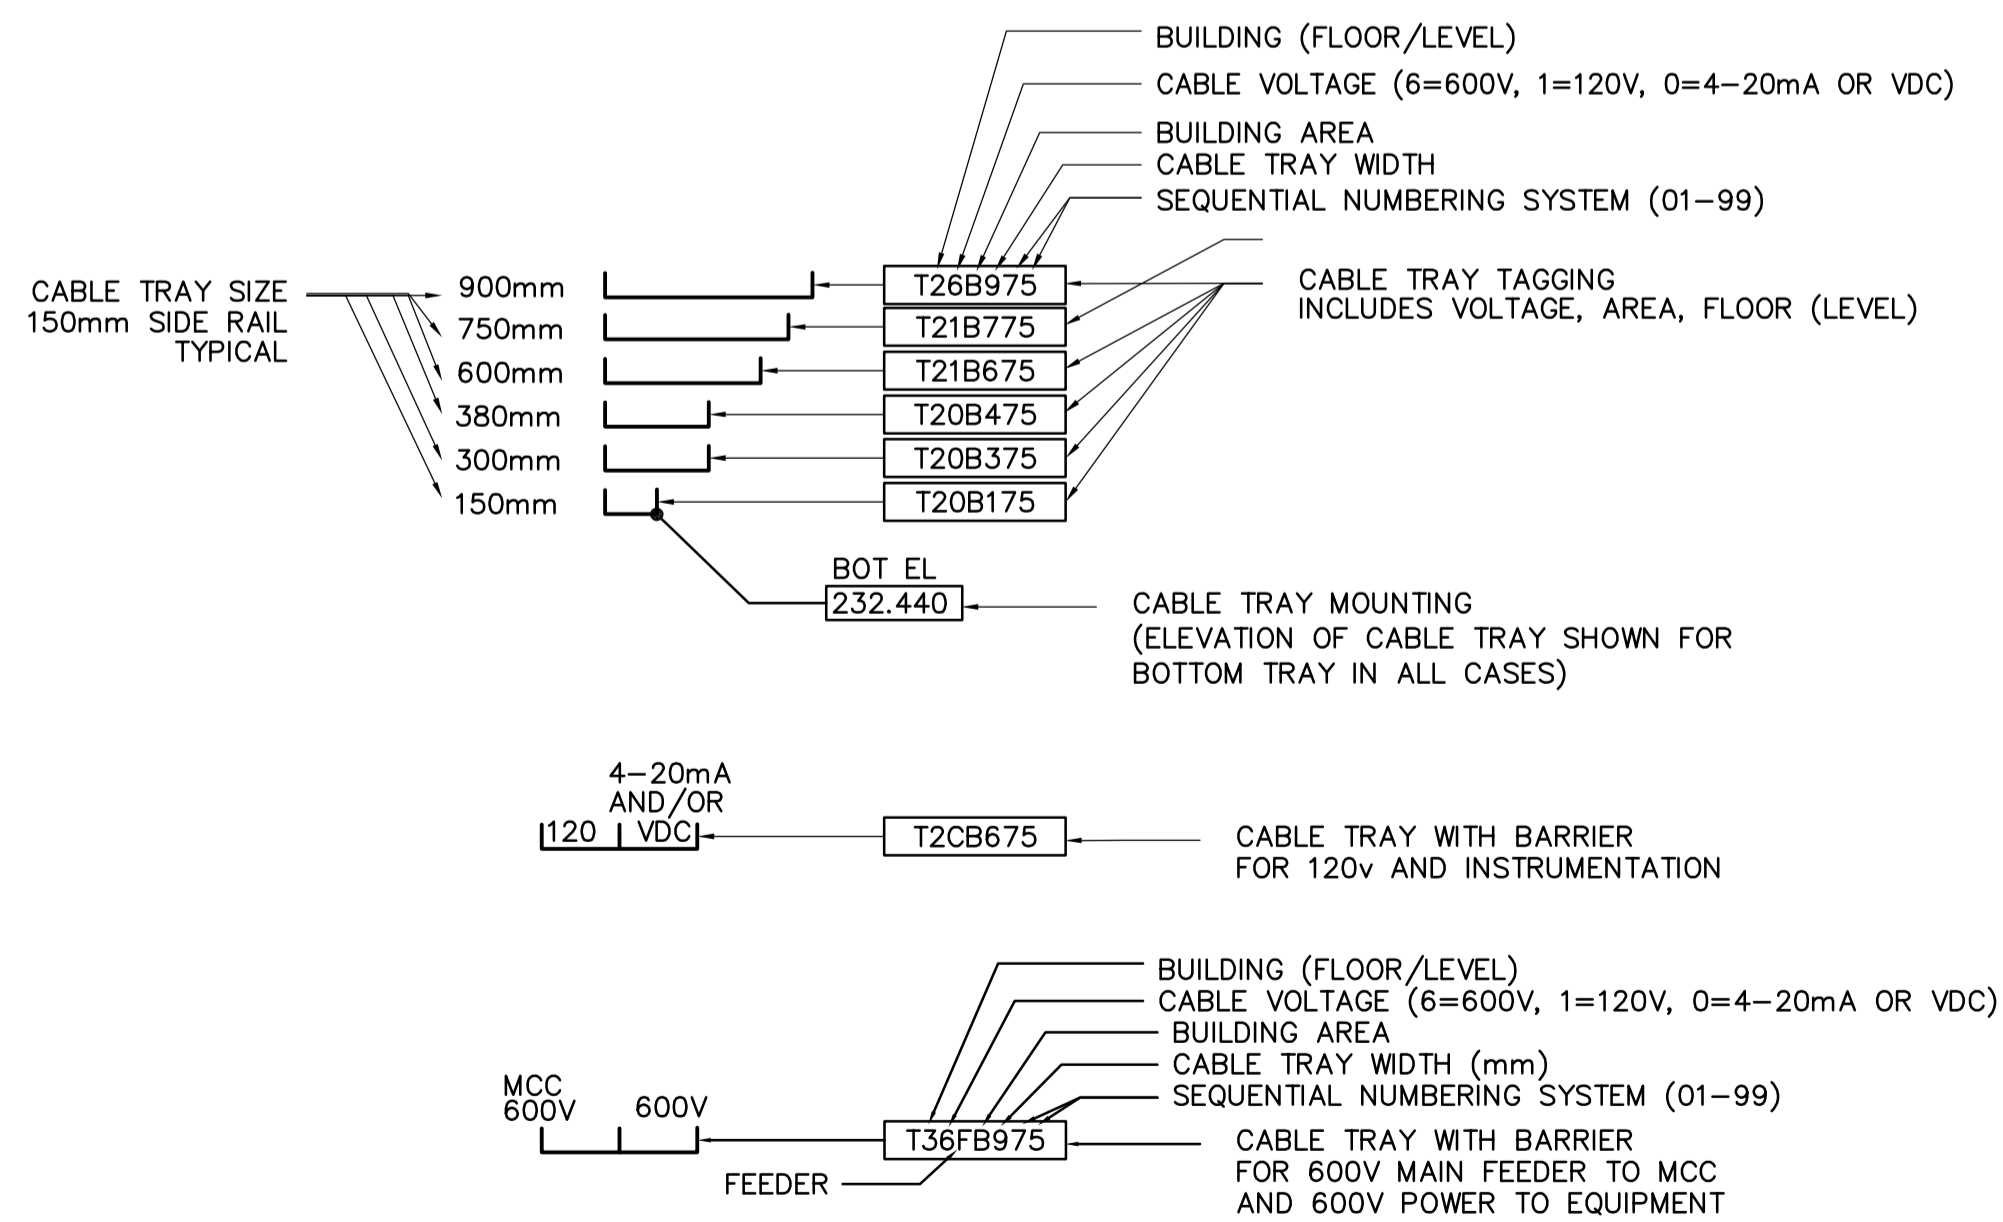 BUILDING (FLOOR/LEVEL)
CABLE VOLTAGE (6=600V, 1=120V, 0=4-20mA OR VDC)
BUILDING AREA
CABLE TRAY WIDTH
SEQUENTIAL NUMBERING SYSTEM (01-99)
CABLE TRAY SIZE
150mm SIDE RAIL
TYPICAL
900mm
750mm
600mm
380mm
300mm
150mm
T26B975
T21B775
T21B675
T20B475
T20B375
T20B175
CABLE TRAY TAGGING
INCLUDES VOLTAGE, AREA, FLOOR (LEVEL)
BOT EL
232.440
CABLE TRAY MOUNTING
(ELEVATION OF CABLE TRAY SHOWN FOR
BOTTOM TRAY IN ALL CASES)
4-20mA
AND/OR
120 VDC
T2CB675
CABLE TRAY WITH BARRIER
FOR 120v AND INSTRUMENTATION
BUILDING (FLOOR/LEVEL)
CABLE VOLTAGE (6=600V, 1=120V, 0=4-20mA OR VDC)
BUILDING AREA
CABLE TRAY WIDTH (mm)
SEQUENTIAL NUMBERING SYSTEM (01-99)
MCC
600V
600V
T36FB975
FEEDER
CABLE TRAY WITH BARRIER
FOR 600V MAIN FEEDER TO MCC
AND 600V POWER TO EQUIPMENT